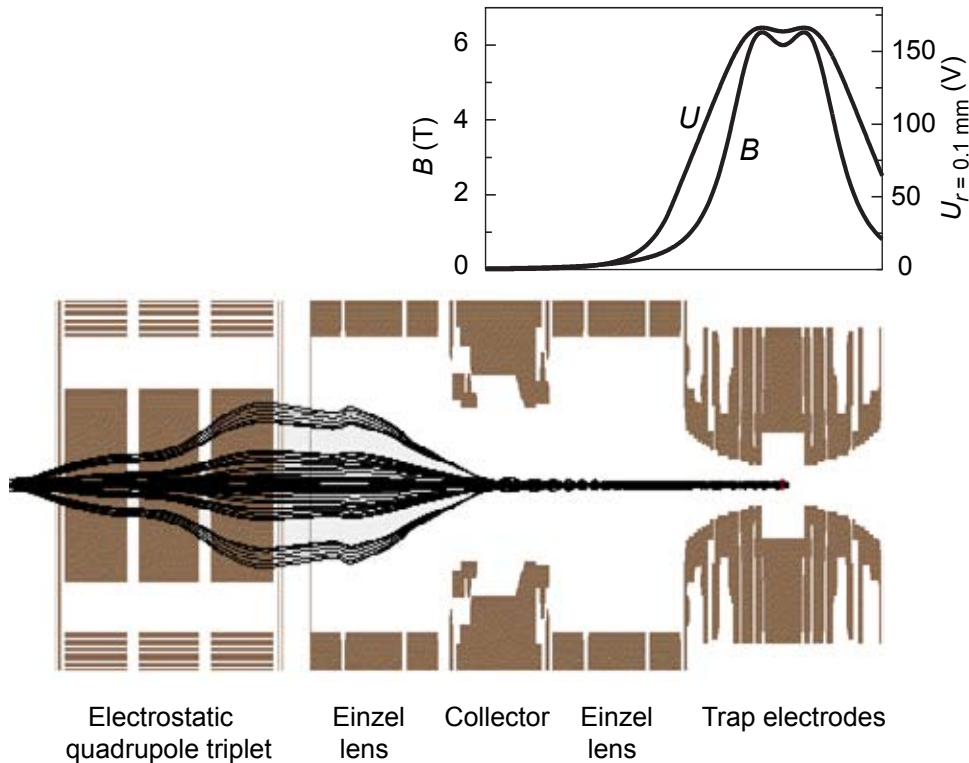 6
4
2
0
B (T)
U
B
150
100
50
0
U r = 0.1 mm (V)
Electrostatic
quadrupole triplet
Einzel
lens
Collector
Einzel
lens
Trap electrodes